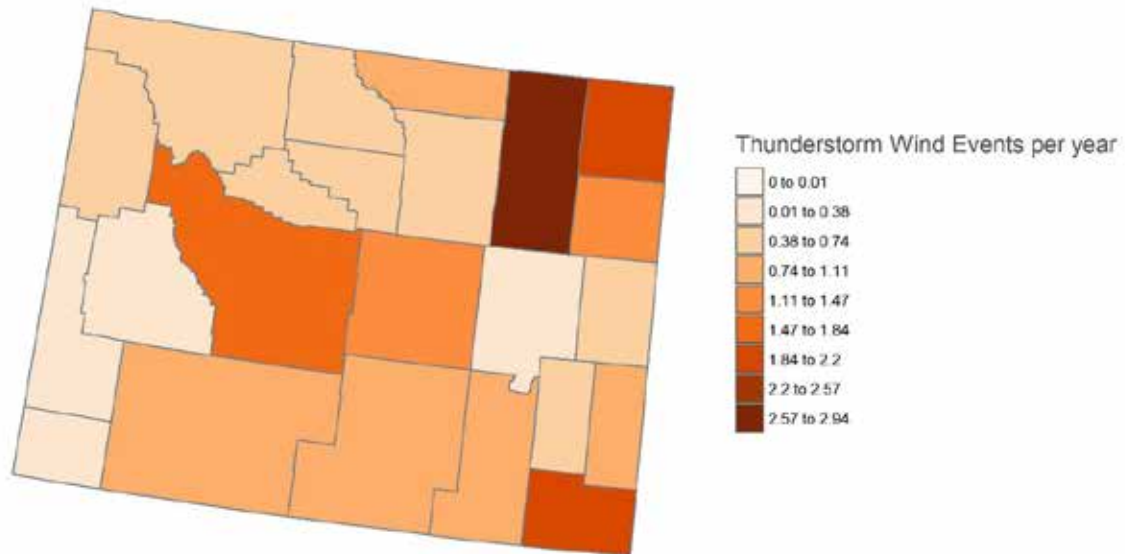 Thunderstorm Wind Events per year
0 to 0.01
0.01 to 0.38
0.38 to 0.74
0.74 to 1.11
1.11 to 1.47
1.47 to 1.84
1.84 to 2.2
2.2 to 2.57
2.57 to 2.94